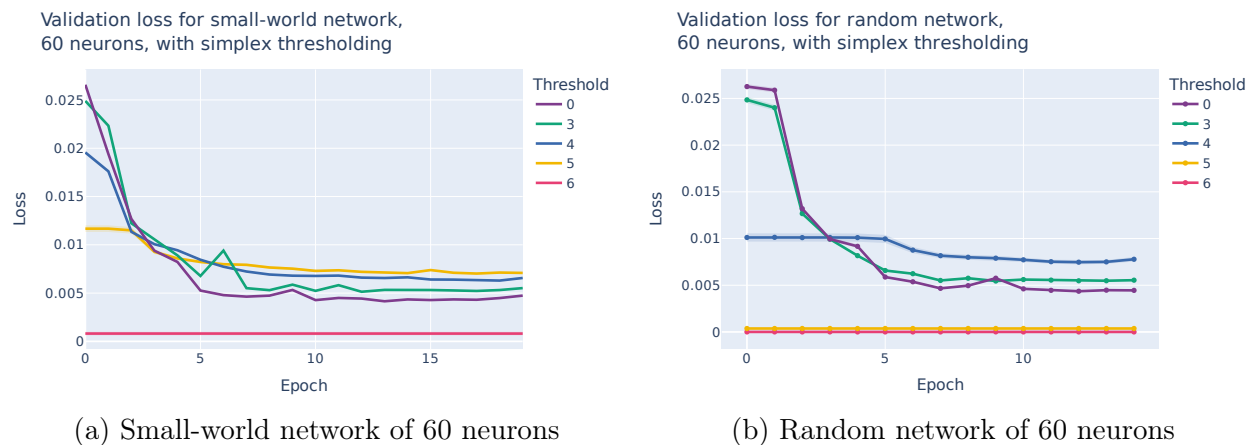 Validation loss for small-world network,
60 neurons, with simplex thresholding
Threshold
0
3
4
5
6
0.025
0.02
0.015
0.01
0.005
0
Loss
0
5
10
15
Epoch
(a) Small-world network of 60 neurons
Validation loss for random network,
60 neurons, with simplex thresholding
Threshold
0
3
4
5
6
0.025
0.02
0.015
0.01
0.005
0
Loss
0
5
10
Epoch
(b) Random network of 60 neurons